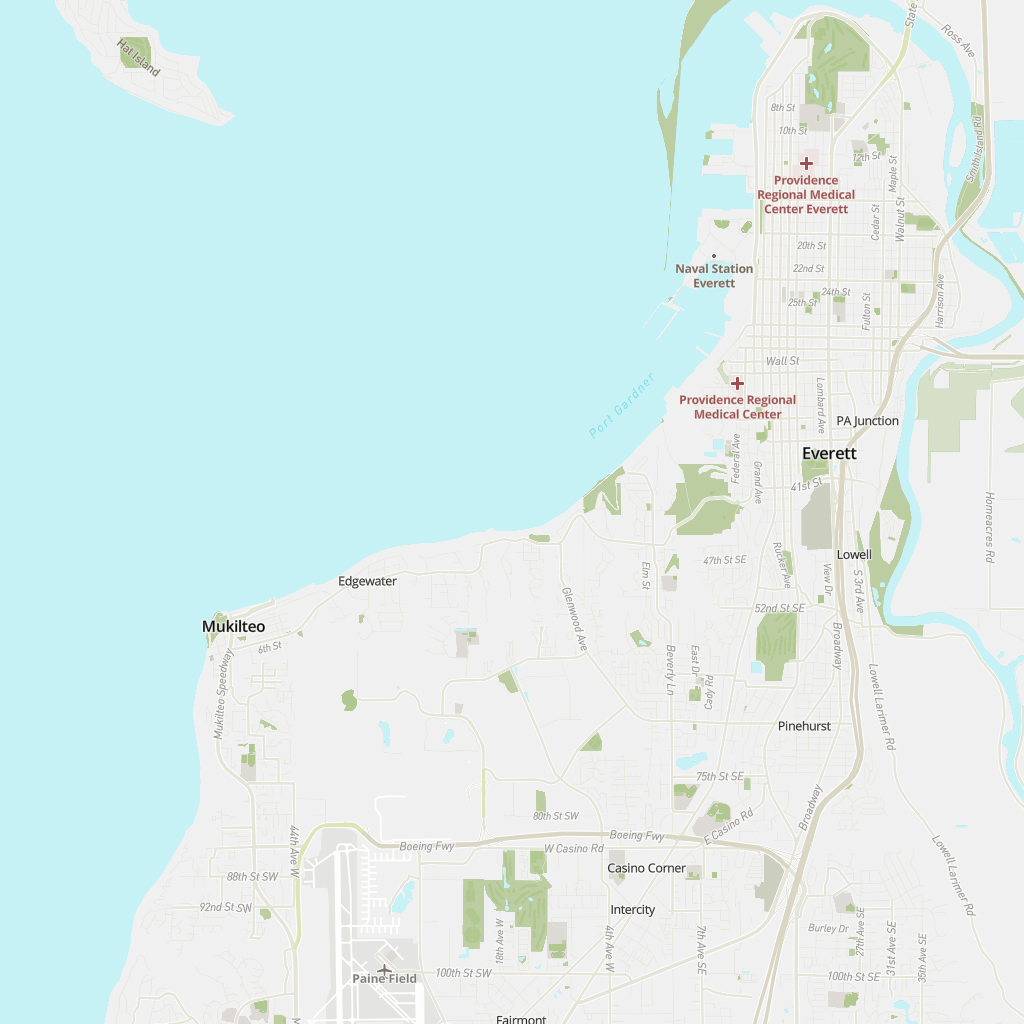 State
Ross Ave
Hat Island
8th St
10th St
Smith Island Rd
12th St
Maple St
Providence
Regional Medical
Center Everett
Cedar St
Walnut St
20th St
22nd St
Naval Station
Everett
24th St
25th St
Fulton St
Harrison Ave
Wall St
Port Gardner
Providence Regional
Medical Center
Lombard Ave
PA Junction
Federal Ave
Everett
Grand Ave
41st St
Homeacres Rd
Lowell
47th St SE
Rucker Ave
Elm St
View Dr
S 3rd Ave
Edgewater
Glenwood Ave
52nd St SE
Mukilteo
6th St
Broadway
Mukilteo Speedway
Beverly Ln
East Dr
Cady Rd
Lowell Larimer Rd
Pinehurst
75th St SE
80th St SW
E Casino Rd
Broadway
44th Ave W
Boeing Fwy
Boeing Fwy
W Casino Rd
Lowell Larimer Rd
Casino Corner
88th St SW
92nd St SW
Intercity
18th Ave W
4th Ave W
7th Ave SE
Burley Dr
27th Ave SE
31st Ave SE
35th Ave SE
Paine Field
100th St SW
100th St SE
Fairmont